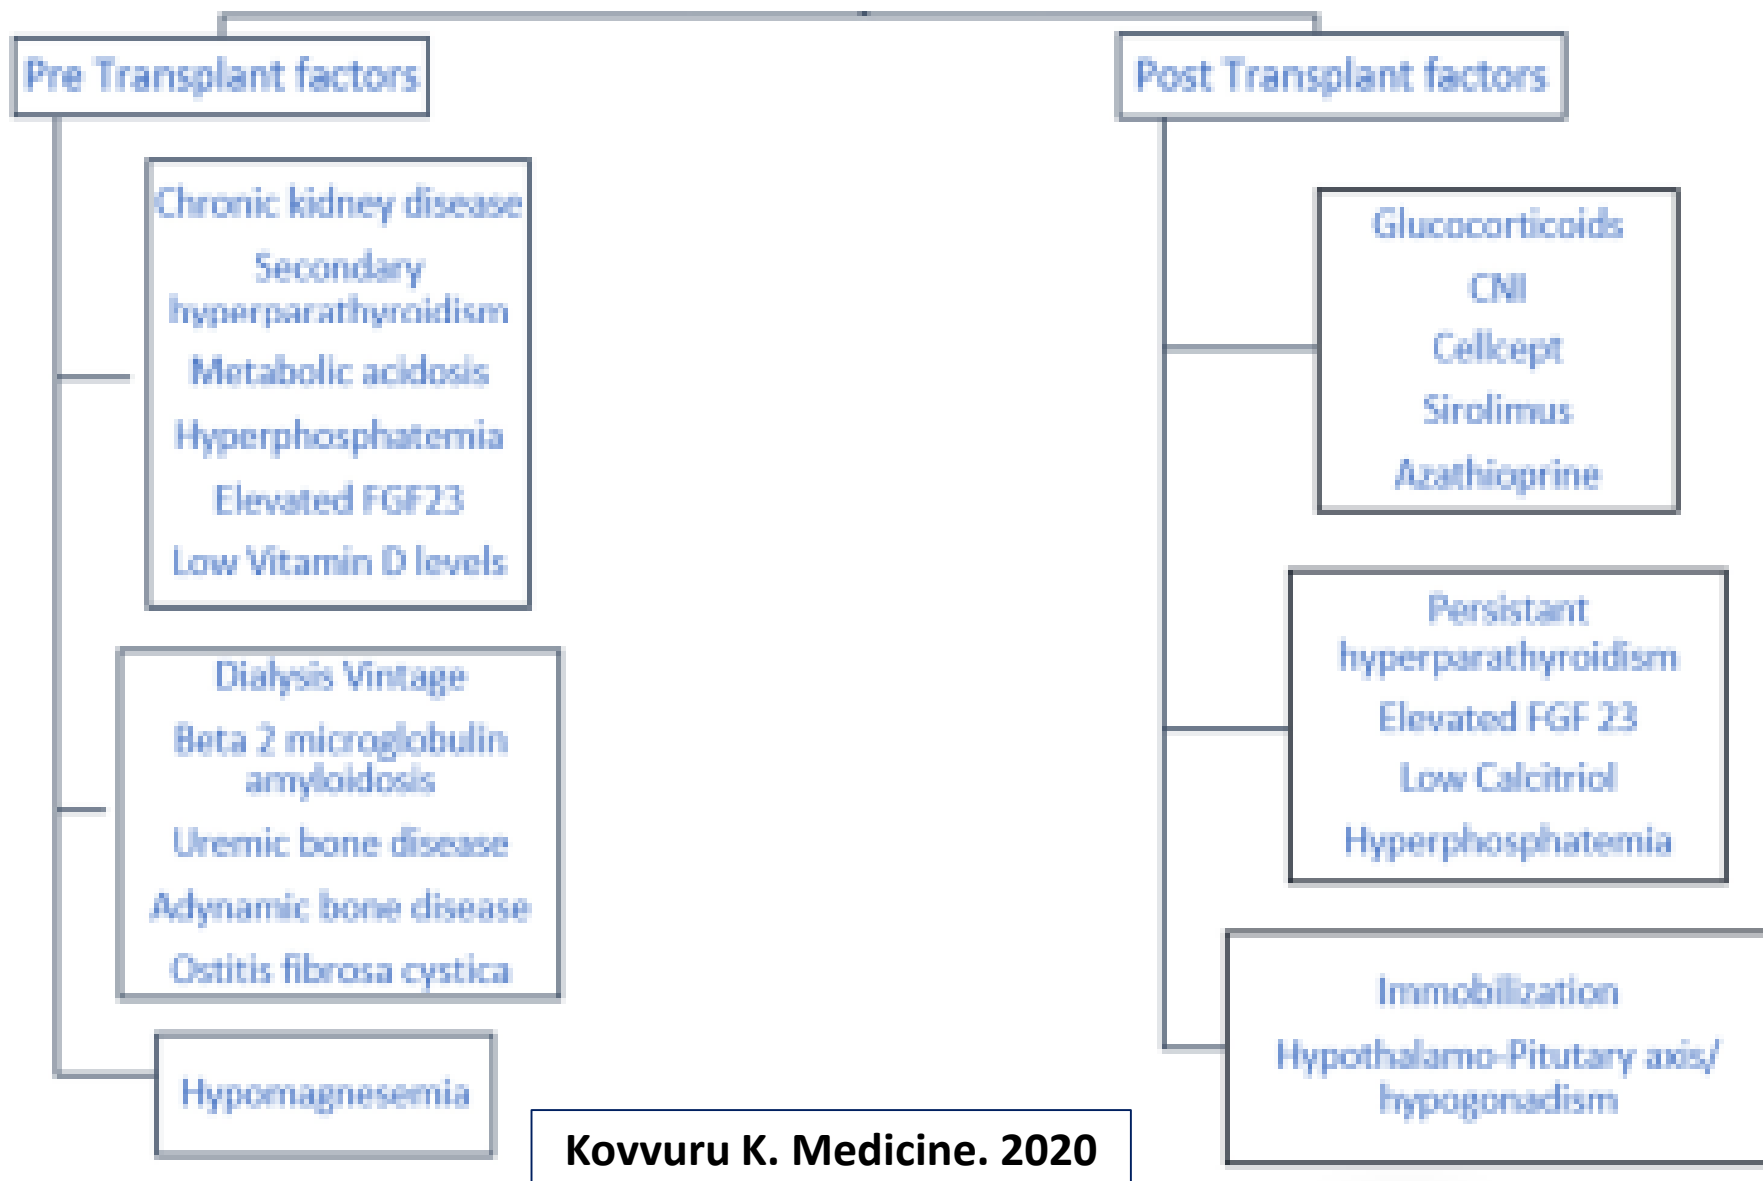 Pre Transplant factors
Chronic kidney disease
Secondary
hyperparathyroidism
Metabolic acidosis
Hyperphosphatemia
Elevated FGF23
Low Vitamin D levels
Dialysis Vintage
Beta 2 microglobulin
amyloidosis
Uremic bone disease
Adynamic bone disease
Ostitis fibrosa cystica
Hypomagnesemia
Post Transplant factors
Glucocorticoids
CNI
Cellcept
Sirolimus
Azathioprine
Persistant
hyperparathyroidism
Elevated FGF 23
Low Calcitriol
Hyperphosphatemia
Immobilization
Hypothalamo-Pitutary axis/
hypogonadism
Kovvuru K. Medicine. 2020